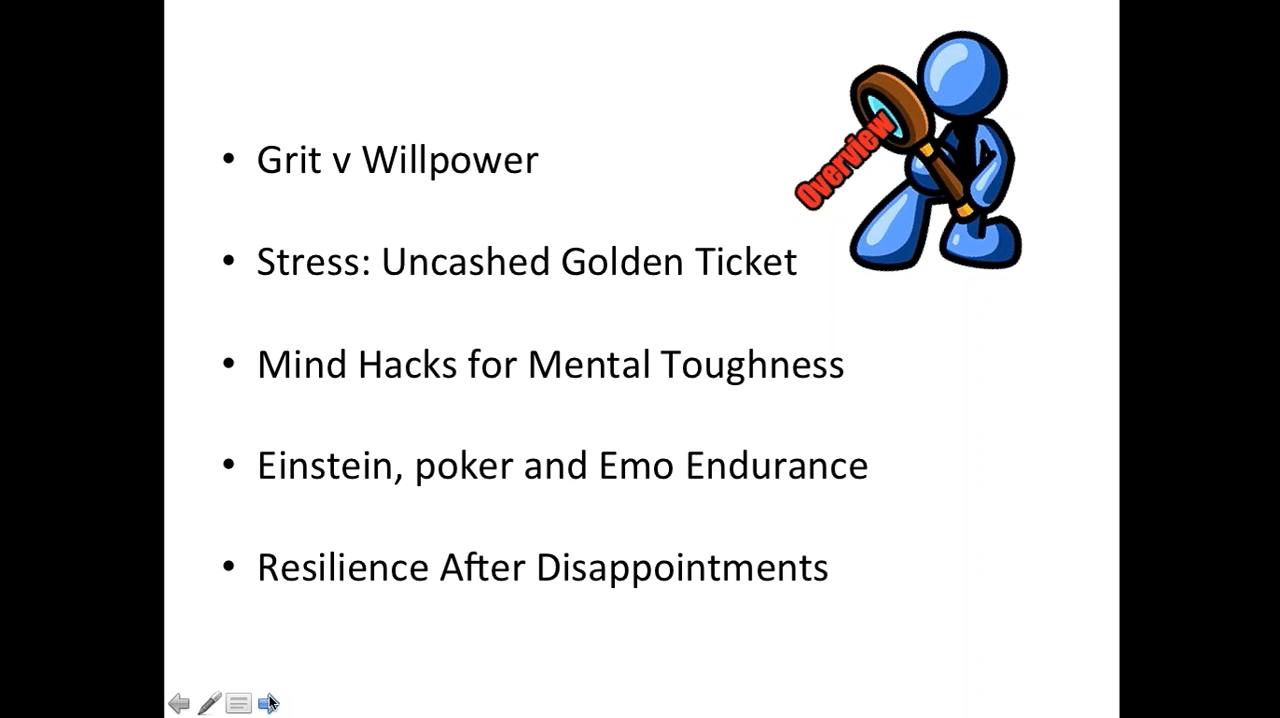 Overview
• Grit v Willpower
• Stress: Uncashed Golden Ticket
• Mind Hacks for Mental Toughness
• Einstein, poker and Emo Endurance
• Resilience After Disappointments